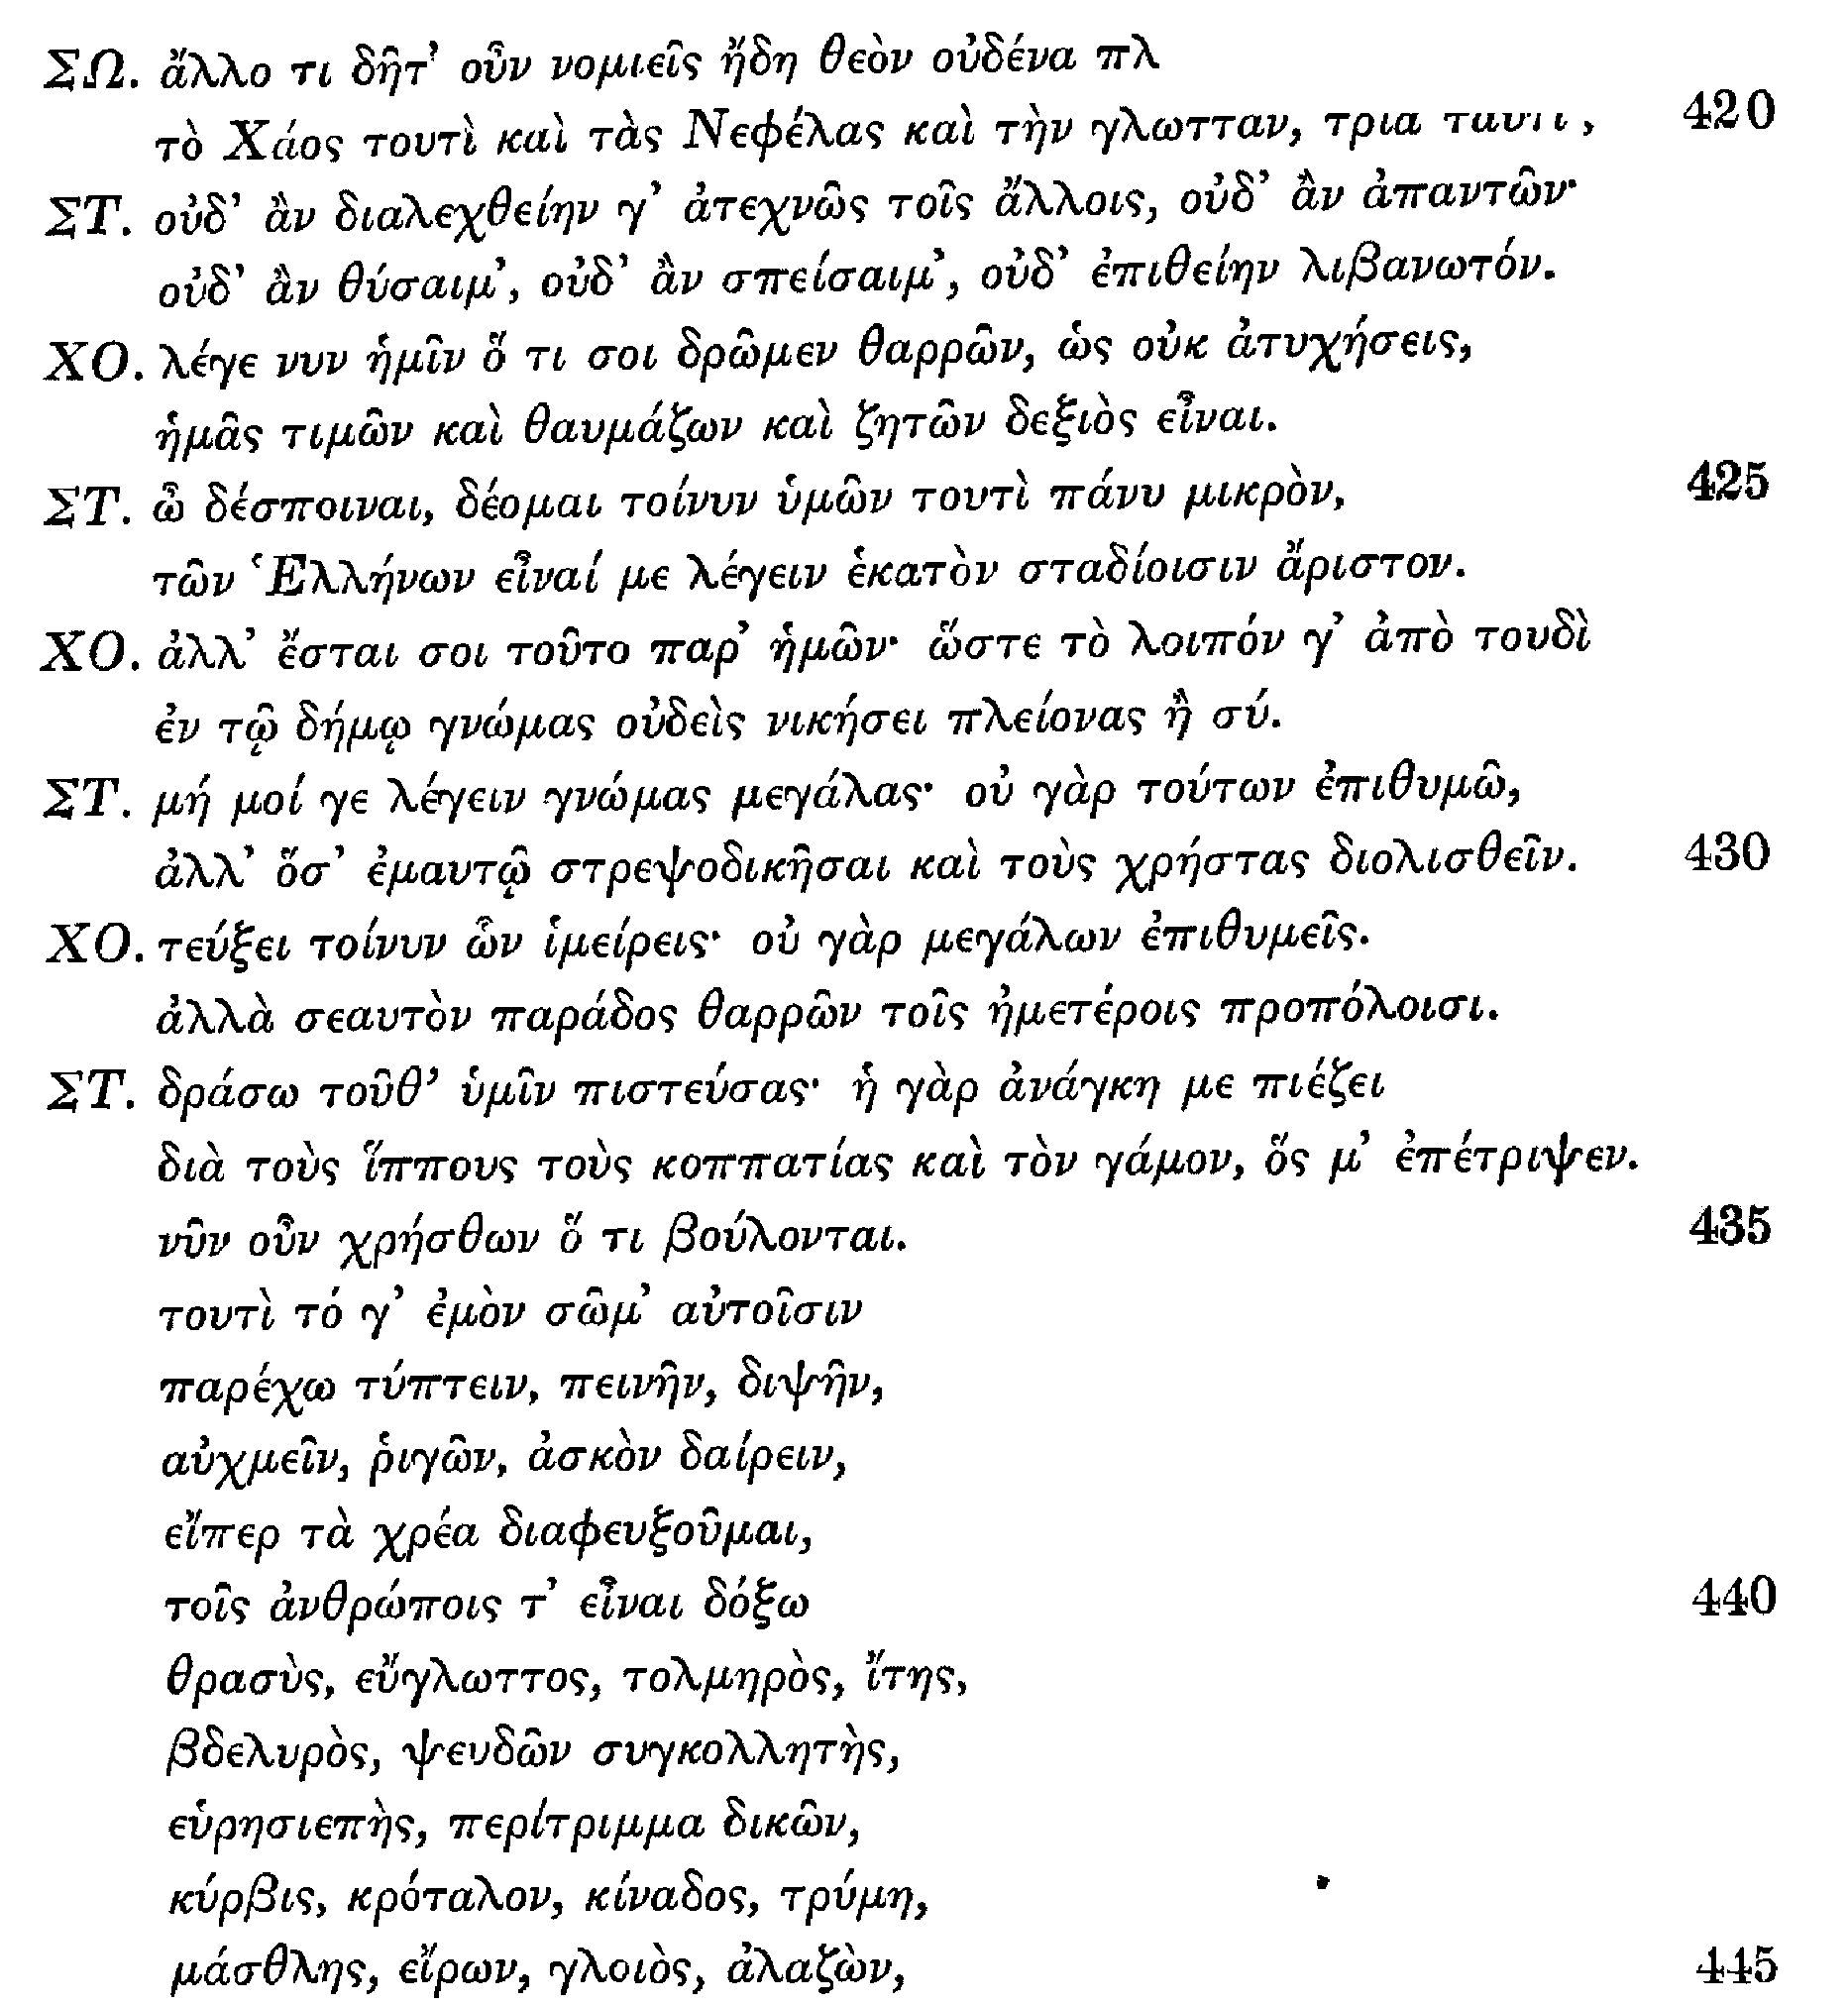 ΣΩ. ἄλλο τι δῆτ' οὖν νομιεῖς ἤδη θεὸν οὐδένα πλ
τὸ Χάος τουτὶ καὶ τὰς Νεφέλας καὶ τὴν γλωτταν, τρια 420
ΣΤ. οὐδ' ἂν διαλεχθείην γ' ἀτεχνῶς τοῖς ἄλλοις, οὐδ' ἂν ἀπαντῶν·
οὐδ' ἂν θύσαιμ', οὐδ' ἂν σπείσαιμ', οὐδ' ἐπιθείην λιβανωτόν.
ΧΟ. λέγε νυν ἡμῖν ὅ τι σοι δρῶμεν θαρρῶν, ὡς οὐκ ἀτυχήσεις,
ἡμᾶς τιμῶν καὶ θαυμάζων καὶ ζητῶν δεξιὸς εἶναι.
ΣΤ. ὦ δέσποιναι, δέομαι τοίνυν ὑμῶν τουτὶ πάνυ μικρὸν, 425
τῶν Ἑλλήνων εἶναί με λέγειν ἑκατὸν σταδίοισιν ἄριστον.
ΧΟ. ἀλλ' ἔσται σοι τοῦτο παρ' ἡμῶν· ὥστε τὸ λοιπόν γ' ἀπὸ τουδὶ
ἐν τῷ δήμῳ γνώμας οὐδεὶς νικήσει πλείονας ἢ σύ.
ΣΤ. μή μοί γε λέγειν γνώμας μεγάλας· οὐ γὰρ τούτων ἐπιθυμῶ,
ἀλλ' ὅσ' ἐμαυτῷ στρεψοδικῆσαι καὶ τοὺς χρήστας διολισθεῖν. 430
ΧΟ. τεύξει τοίνυν ὧν ἱμείρεις· οὐ γὰρ μεγάλων ἐπιθυμεῖς.
ἀλλὰ σεαυτὸν παράδος θαρρῶν τοῖς ἡμετέροις προπόλοισι.
ΣΤ. δράσω τοῦθ' ὑμῖν πιστεύσας· ἡ γὰρ ἀνάγκη με πιέζει
διὰ τοὺς ἵππους τοὺς κοππατίας καὶ τὸν γάμον, ὅς μ' ἐπέτριψεν.
νῦν οὖν χρήσθων ὅ τι βούλονται. 435
τουτὶ τό γ' ἐμὸν σῶμ' αὐτοῖσιν
παρέχω τύπτειν, πεινῆν, διψῆν,
αὐχμεῖν, ῥιγῶν, ἀσκὸν δαίρειν,
εἴπερ τὰ χρέα διαφευξοῦμαι,
τοῖς ἀνθρώποις τ' εἶναι δόξω 440
θρασὺς, εὔγλωττος, τολμηρὸς, ἴτης,
βδελυρὸς, ψευδῶν συγκολλητὴς,
εὑρησιεπὴς, περίτριμμα δικῶν,
κύρβις, κρόταλον, κίναδος, τρύμη,
μάσθλης, εἴρων, γλοιὸς, ἀλαζὼν, 445